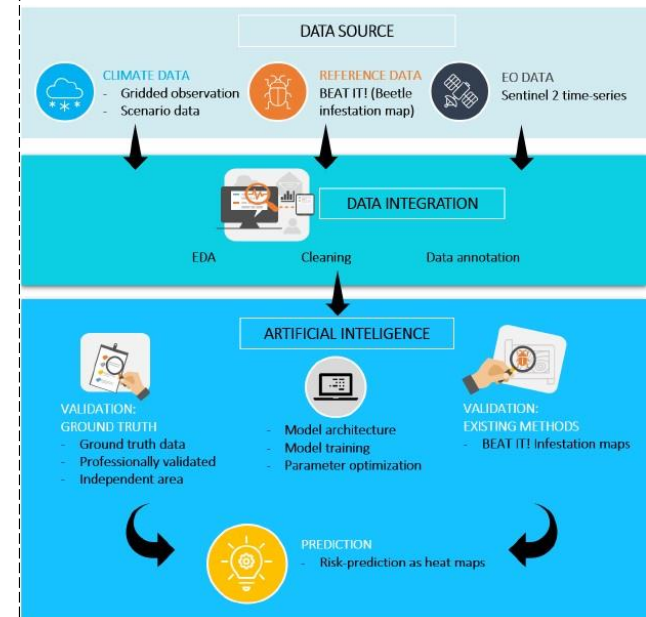 DATA SOURCE
CLIMATE DATA
- Gridded observation
- Scenario data
REFERENCE DATA
BEAT IT! (Beetle
infestation map)
EO DATA
Sentinel 2 time-series
DATA INTEGRATION
EDA
Cleaning
Data annotation
ARTIFICIAL INTELIGENCE
VALIDATION:
GROUND TRUTH
- Ground truth data
- Professionally validated
- Independent area
- Model architecture
- Model training
- Parameter optimization
VALIDATION:
EXISTING METHODS
- BEAT IT! Infestation maps
PREDICTION
- Risk-prediction as heat maps